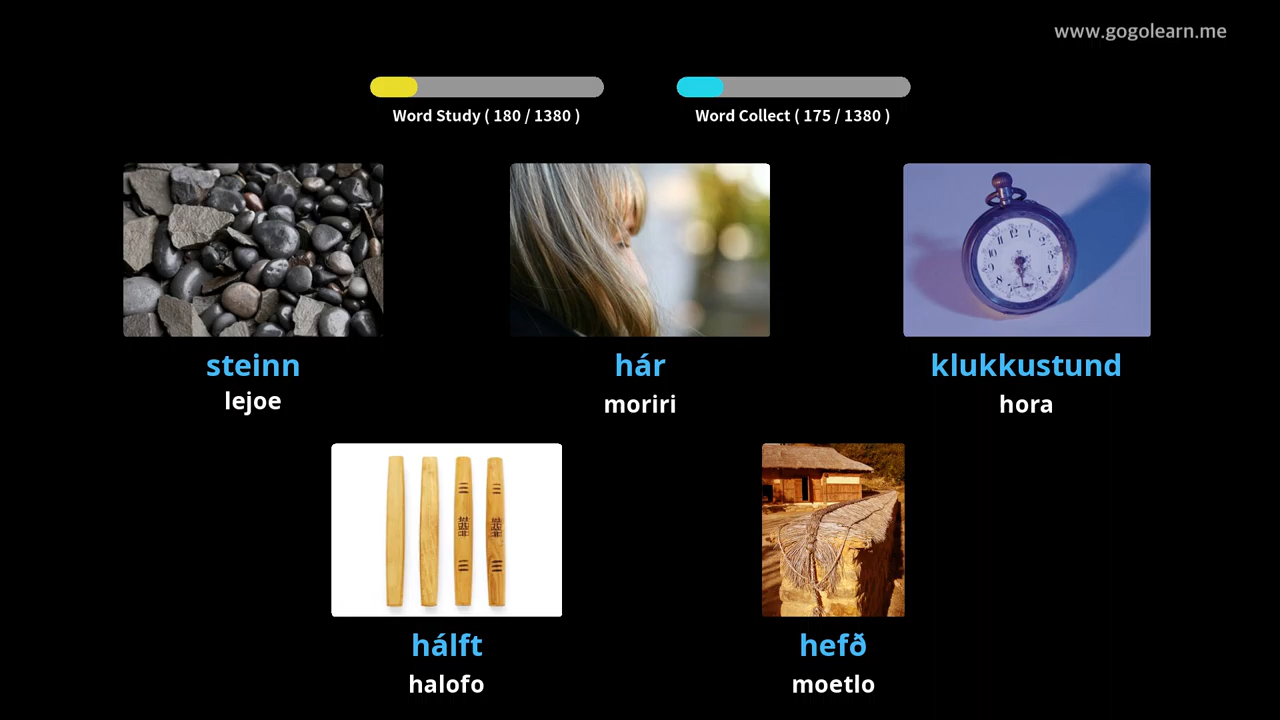 www.gogolearn.me
Word Study ( 180 / 1380 )
Word Collect ( 175 / 1380 )
steinn
lejoe
hár
moriri
klukkustund
hora
hálft
halofo
hefð
moetlo